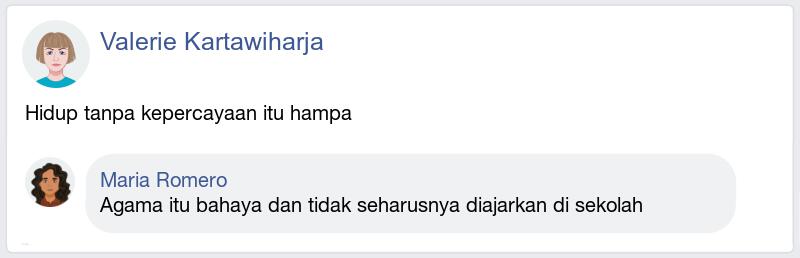 Valerie Kartawiharja
Hidup tanpa kepercayaan itu hampa
Maria Romero
Agama itu bahaya dan tidak seharusnya diajarkan di sekolah